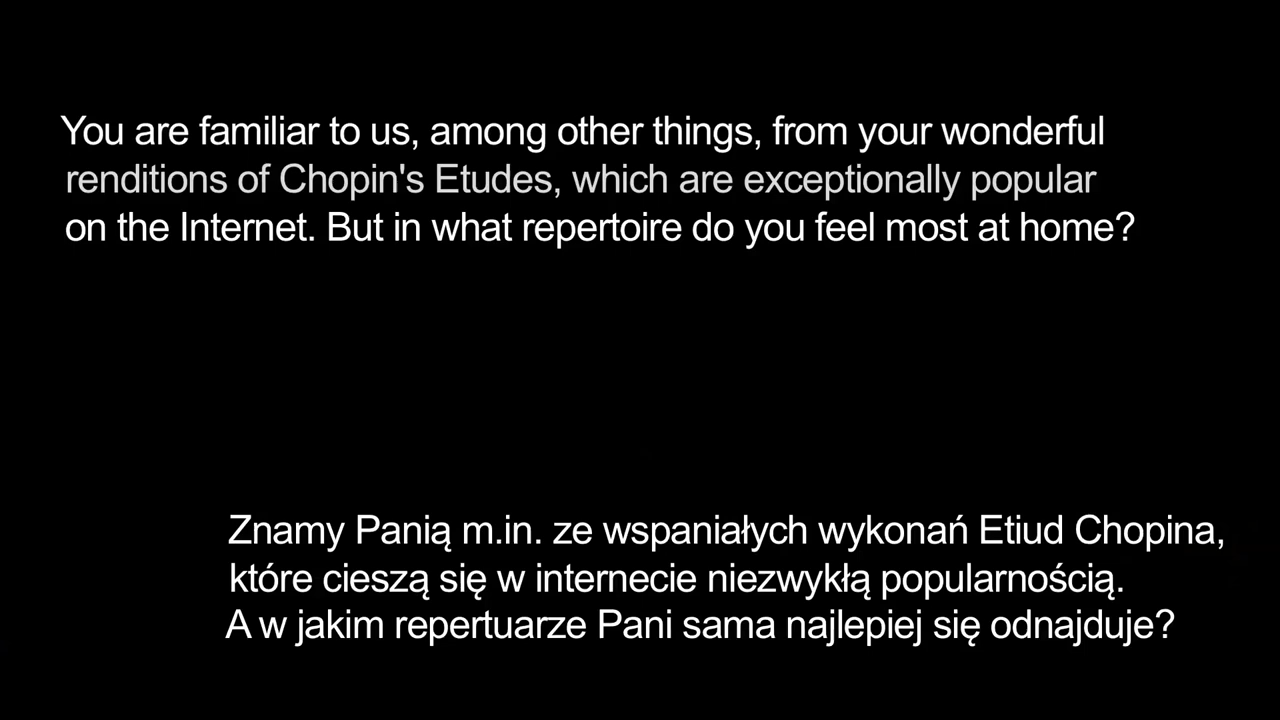 You are familiar to us, among other things, from your wonderful
renditions of Chopin's Etudes, which are exceptionally popular
on the Internet. But in what repertoire do you feel most at home?
Znamy Panią m.in. ze wspaniałych wykonań Etiud Chopina,
które cieszą się w internecie niezwykłą popularnością.
A w jakim repertuarze Pani sama najlepiej się odnajduje?